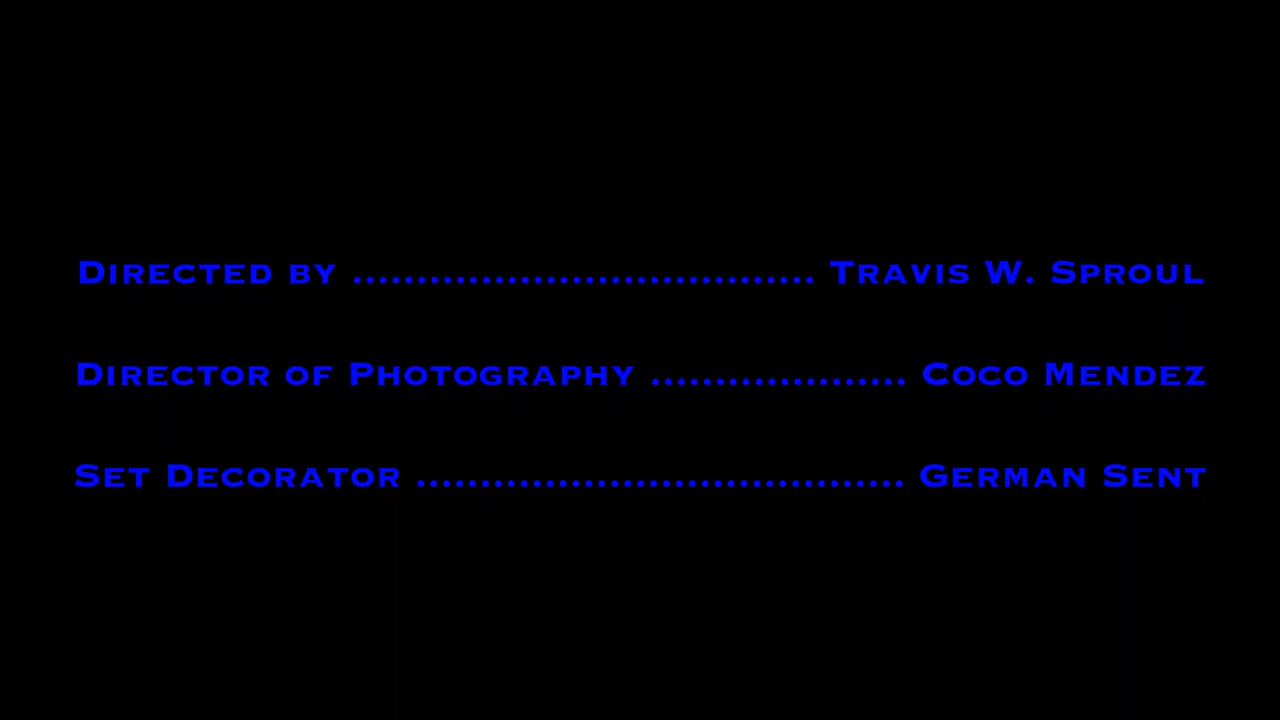 Directed by .................................... Travis W. Sproul
Director of Photography .................... Coco Mendez
Set Decorator ...................................... German Sent